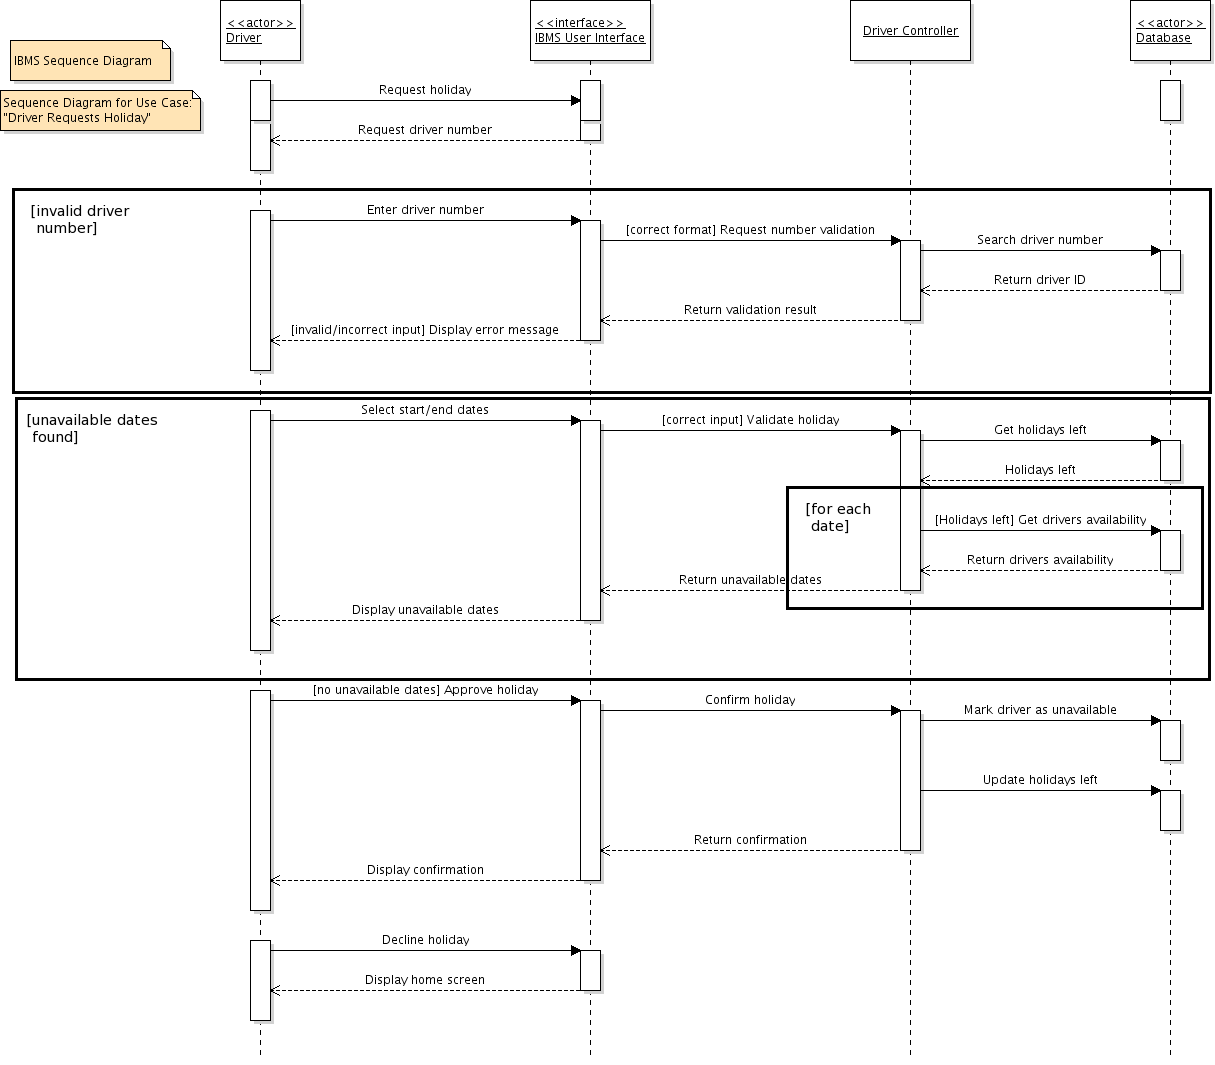 <<actor>>
Driver
<<interface>>
IBMS User Interface
Driver Controller
<<actor>>
Database
IBMS Sequence Diagram
Sequence Diagram for Use Case:
"Driver Requests Holiday"
Request holiday
Request driver number
[invalid driver
number]
Enter driver number
[correct format] Request number validation
Search driver number
Return driver ID
Return validation result
[invalid/incorrect input] Display error message
[unavailable dates
found]
Select start/end dates
[correct input] Validate holiday
Get holidays left
Holidays left
[for each
date]
[Holidays left] Get drivers availability
Return drivers availability
Return unavailable dates
Display unavailable dates
[no unavailable dates] Approve holiday
Confirm holiday
Mark driver as unavailable
Update holidays left
Return confirmation
Display confirmation
Decline holiday
Display home screen